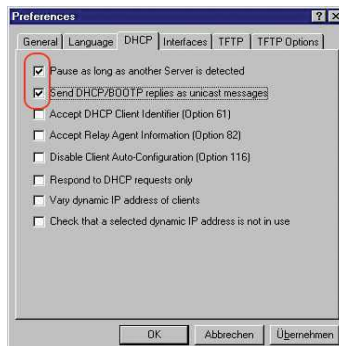 Preferences
General Language DHCP Interfaces TFTP TFTP Options
Pause as long as another Server is detected
Send DHCP/BOOTP replies as unicast messages
Accept DHCP Client Identifier (Option 61)
Accept Relay Agent Information (Option 82)
Disable Client Auto-Configuration (Option 116)
Respond to DHCP requests only
Vary dynamic IP address of clients
Check that a selected dynamic IP address is not in use
OK Abbrechen Übernehmen